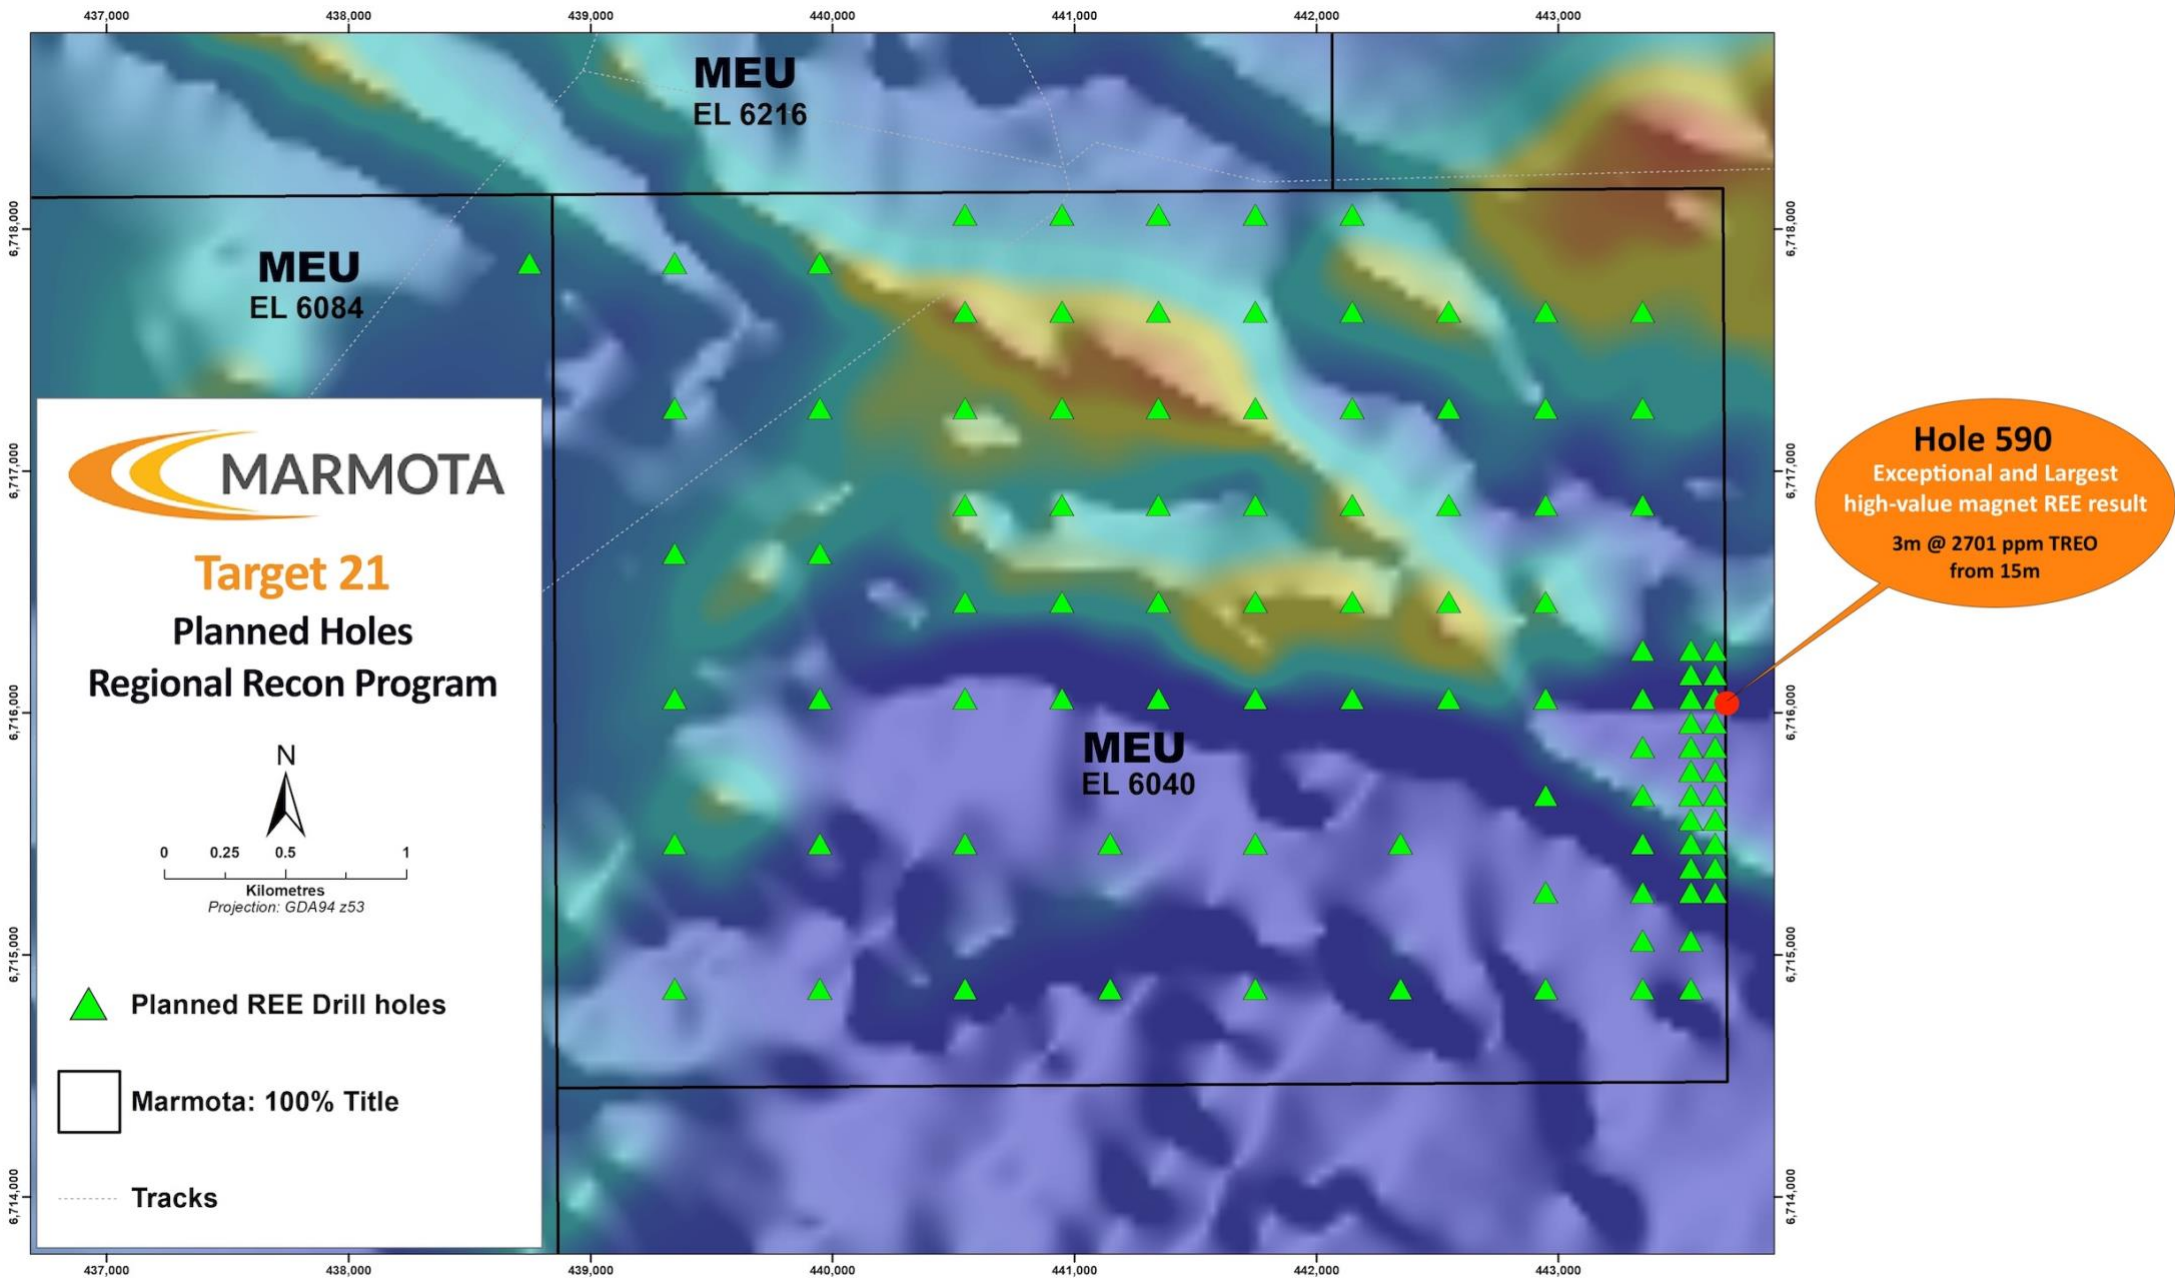 437,000 438,000 439,000 440,000 441,000 442,000 443,000
MEU
EL 6216
6,718,000
6,718,000
MEU
EL 6084
MARMOTA
Target 21
Planned Holes
Regional Recon Program
N
0 0.25 0.5 1
Kilometres
Projection: GDA94 z53
Planned REE Drill holes
Marmota: 100% Title
Tracks
6,717,000
6,717,000
Hole 590
Exceptional and Largest
high-value magnet REE result
3m @ 2701 ppm TREO
from 15m
6,716,000
6,716,000
MEU
EL 6040
6,715,000
6,715,000
6,714,000
6,714,000
437,000 438,000 439,000 440,000 441,000 442,000 443,000